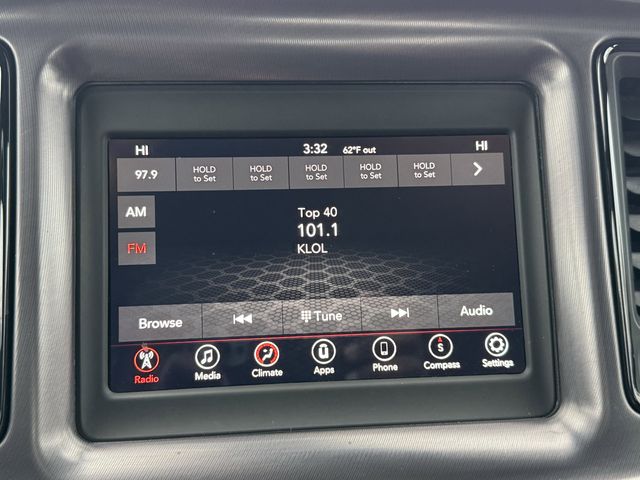 HI 3:32 62°F out HI
97.9 HOLD to Set HOLD to Set HOLD to Set HOLD to Set HOLD to Set
AM
FM
Top 40
101.1
KLOL
Browse Tune Audio
Radio Media Climate Apps Phone S Compass Settings